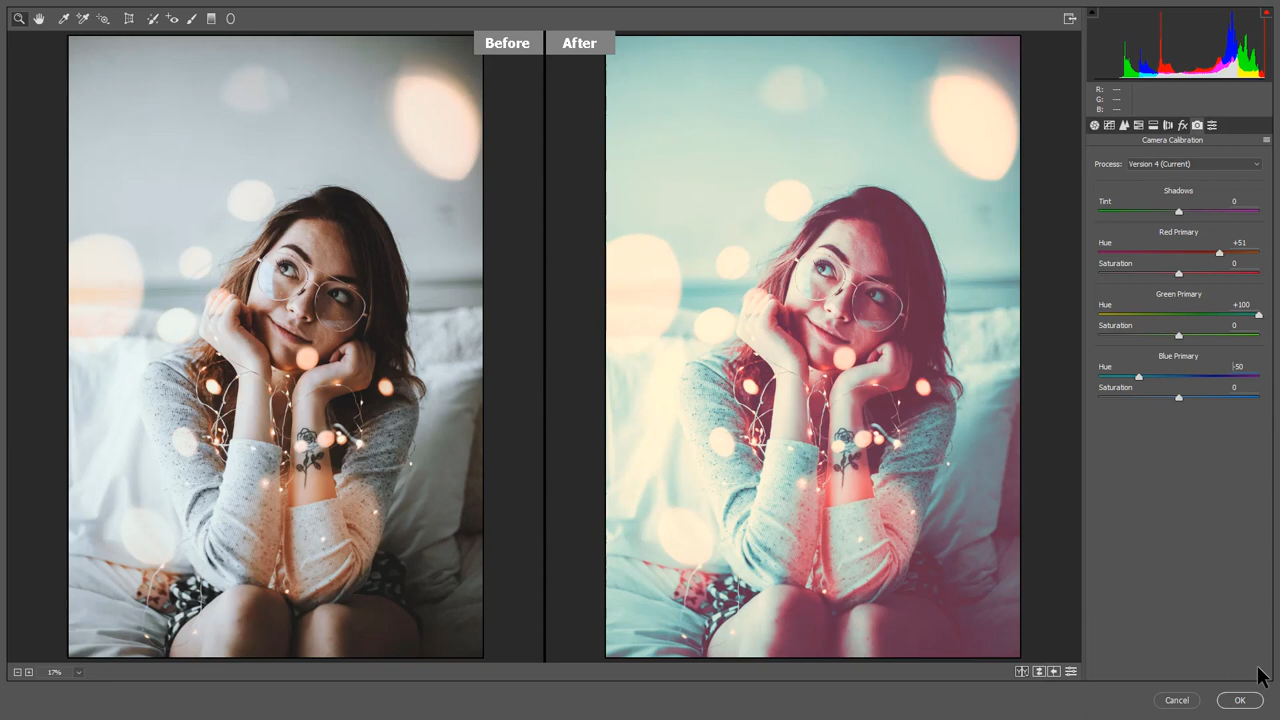 Before
After
R: ---
G: ---
B: ---
fx
Camera Calibration
Process: Version 4 (Current)
Shadows
Tint 0
Red Primary
Hue +51
Saturation 0
Green Primary
Hue +100
Saturation 0
Blue Primary
Hue -50
Saturation 0
17%
Cancel
OK